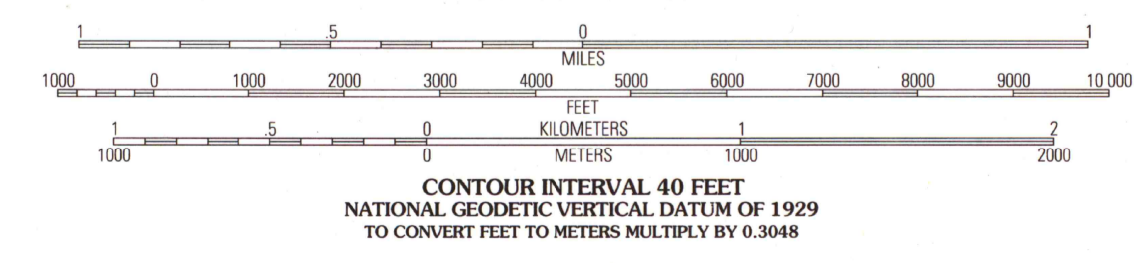 1 .5 0 1
MILES
1000 0 1000 2000 3000 4000 5000 6000 7000 8000 9000 10 000
FEET
1 .5 0 KILOMETERS 1 2
1000 0 METERS 1000 2000
CONTOUR INTERVAL 40 FEET
NATIONAL GEODETIC VERTICAL DATUM OF 1929
TO CONVERT FEET TO METERS MULTIPLY BY 0.3048